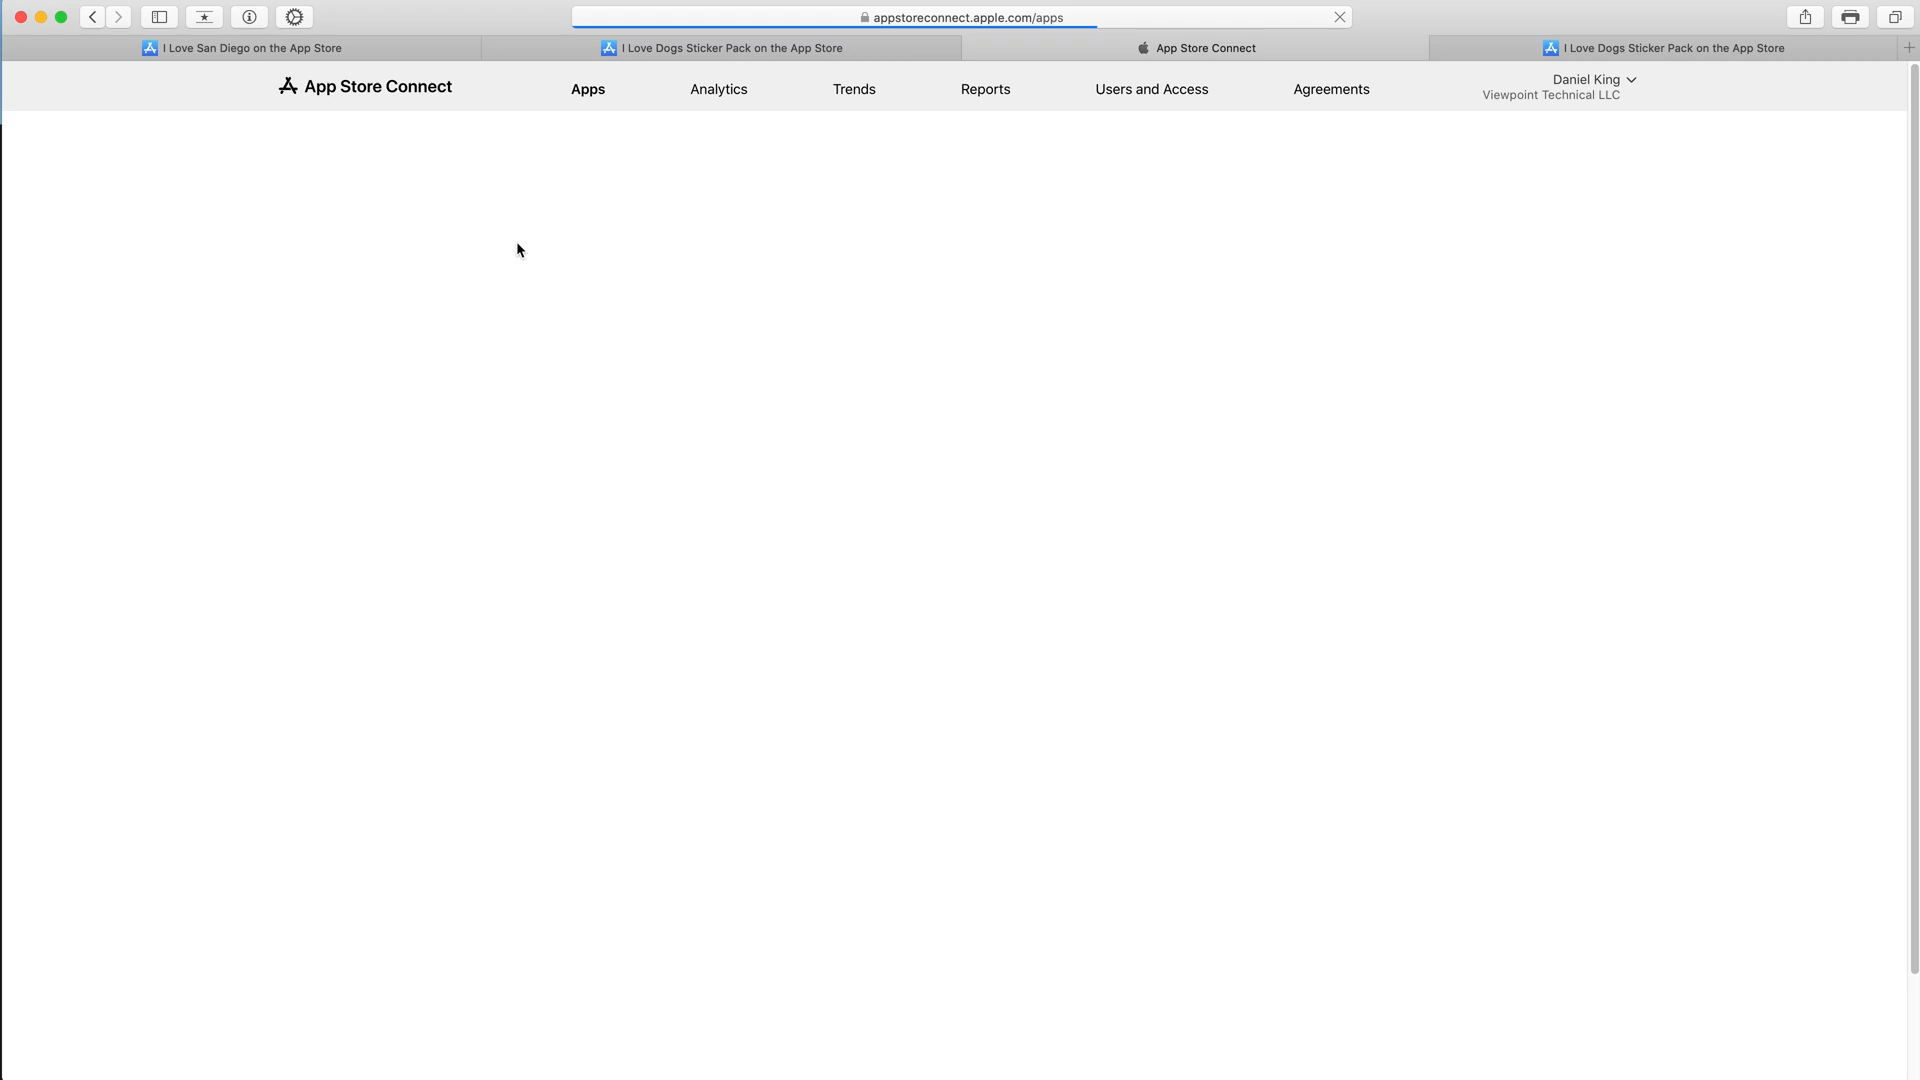 appstoreconnect.apple.com/apps
I Love San Diego on the App Store
I Love Dogs Sticker Pack on the App Store
App Store Connect
I Love Dogs Sticker Pack on the App Store
App Store Connect
Apps
Analytics
Trends
Reports
Users and Access
Agreements
Daniel King
Viewpoint Technical LLC